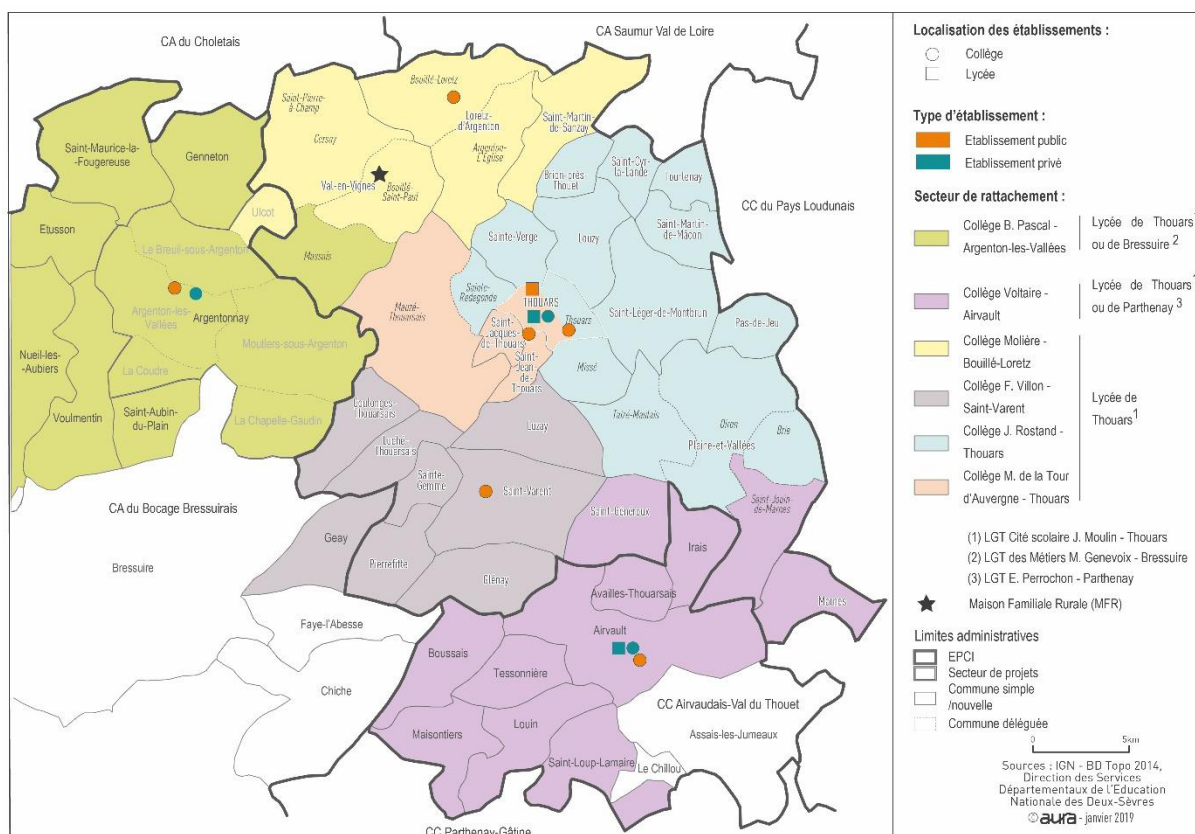 CA du Choletais
CA Saumur Val de Loire
CC du Pays Loudunais
Bouillé-Loretz
Saint-Pierre-
à-Champ
Loretz-
d'Argenton
Saint-Martin-
de-Sanzay
Cersay
Argenton-
l'Église
Saint-Maurice-la-
Fougereuse
Genneton
Val-en-Vignes
Bouillé-
Saint-Paul
Brion-près-
Thouet
Saint-Cyr-
la-Lande
Tourtenay
Ulcot
Etusson
Le Breuil-sous-Argenton
Massais
Sainte-Verge
Louzy
Saint-Martin-
de-Mâcon
Sainte-
Radegonde
Mauzé-
Thouarsais
THOUARS
Thouars
Argenton-les-
Vallées
Argentonnay
Saint-
Jacques-
de-Thouars
Saint-Léger-de-Montbrun
Pas-de-Jeu
Moutiers-sous-Argenton
Saint-
Jean-
de-
Thouars
Missé
Nueil-les-
Aubiers
La Coudre
Voulmentin
Saint-Aubin-
du-Plain
La Chapelle-Gaudin
Coulonges-
Thouarsais
Luzay
Taizé-Maulais
Oiron
Brie
Plaine-et-Vallées
Luché-
Thouarsais
Sainte-
Gemme
Saint-Varent
Saint-Jouin-
de-Marnes
CA du Bocage Bressuirais
Saint-Généroux
Geay
Irais
Bressuire
Pierrefitte
Glénay
Availles-Thouarsais
Marnes
Faye-l'Abesse
Airvault
Boussais
Tessonnière
Chiche
CC Airvaudais-Val du Thouet
Maisontiers
Louin
Assais-les-Jumeaux
Saint-Loup-Lamairé
Le Chillou
CC Parthenay-Gâtine
Localisation des établissements :
Collège
Lycée
Type d'établissement :
Etablissement public
Etablissement privé
Secteur de rattachement :
Collège B. Pascal -
Argenton-les-Vallées
Lycée de Thouars
ou de Bressuire 2
Collège Voltaire -
Airvault
Lycée de Thouars 1
ou de Parthenay 3
Collège Molière -
Bouillé-Loretz
Collège F. Villon -
Saint-Varent
Lycée de
Thouars1
Collège J. Rostand -
Thouars
Collège M. de la Tour
d'Auvergne - Thouars
(1) LGT Cité scolaire J. Moulin - Thouars
(2) LGT des Métiers M. Genevoix - Bressuire
(3) LGT E. Perrochon - Parthenay
Maison Familiale Rurale (MFR)
Limites administratives
EPCI
Secteur de projets
Commune simple
/nouvelle
Commune déléguée
0 5km
Sources : IGN - BD Topo 2014,
Direction des Services
Départementaux de l'Education
Nationale des Deux-Sèvres
© aura - janvier 2019